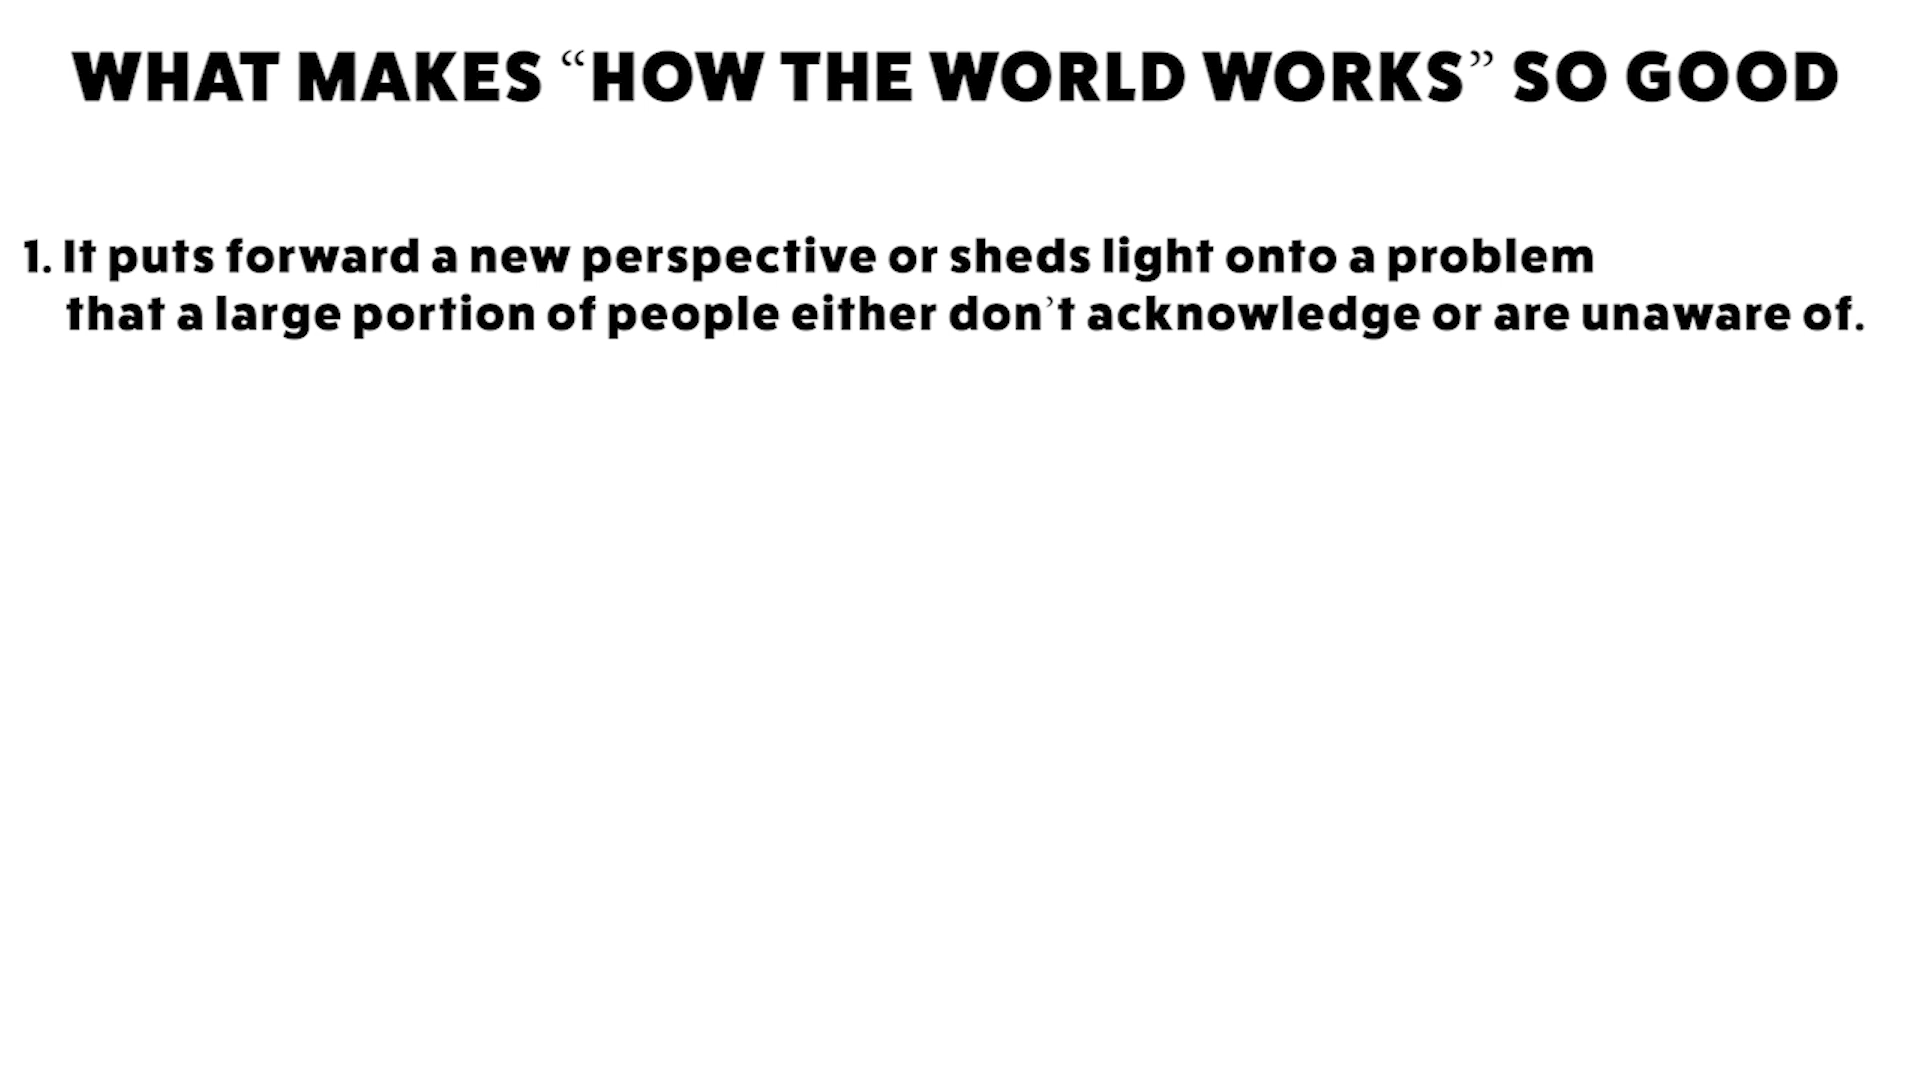 WHAT MAKES “HOW THE WORLD WORKS” SO GOOD
1. It puts forward a new perspective or sheds light onto a problem
that a large portion of people either don’t acknowledge or are unaware of.